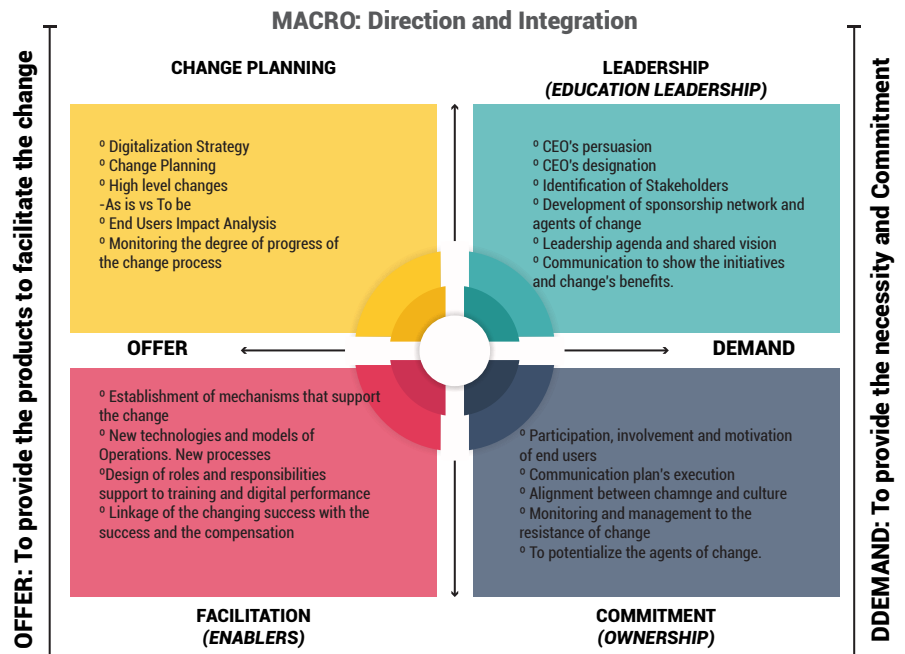 MACRO: Direction and Integration
OFFER: To provide the products to facilitate the change
CHANGE PLANNING
º Digitalization Strategy
º Change Planning
º High level changes
-As is vs To be
º End Users Impact Analysis
º Monitoring the degree of progress of
the change process
LEADERSHIP
(EDUCATION LEADERSHIP)
º CEO's persuasion
º CEO's designation
º Identification of Stakeholders
º Development of sponsorship network and
agents of change
º Leadership agenda and shared vision
º Communication to show the initiatives
and change's benefits.
OFFER
DEMAND
º Establishment of mechanisms that support
the change
º New technologies and models of
Operations. New processes
ºDesign of roles and responsibilities
support to training and digital performance
º Linkage of the changing success with the
success and the compensation
FACILITATION
(ENABLERS)
º Participation, involvement and motivation
of end users
º Communication plan's execution
º Alignment between chamnge and culture
º Monitoring and management to the
resistance of change
º To potentialize the agents of change.
COMMITMENT
(OWNERSHIP)
DDEMAND: To provide the necessity and Commitment